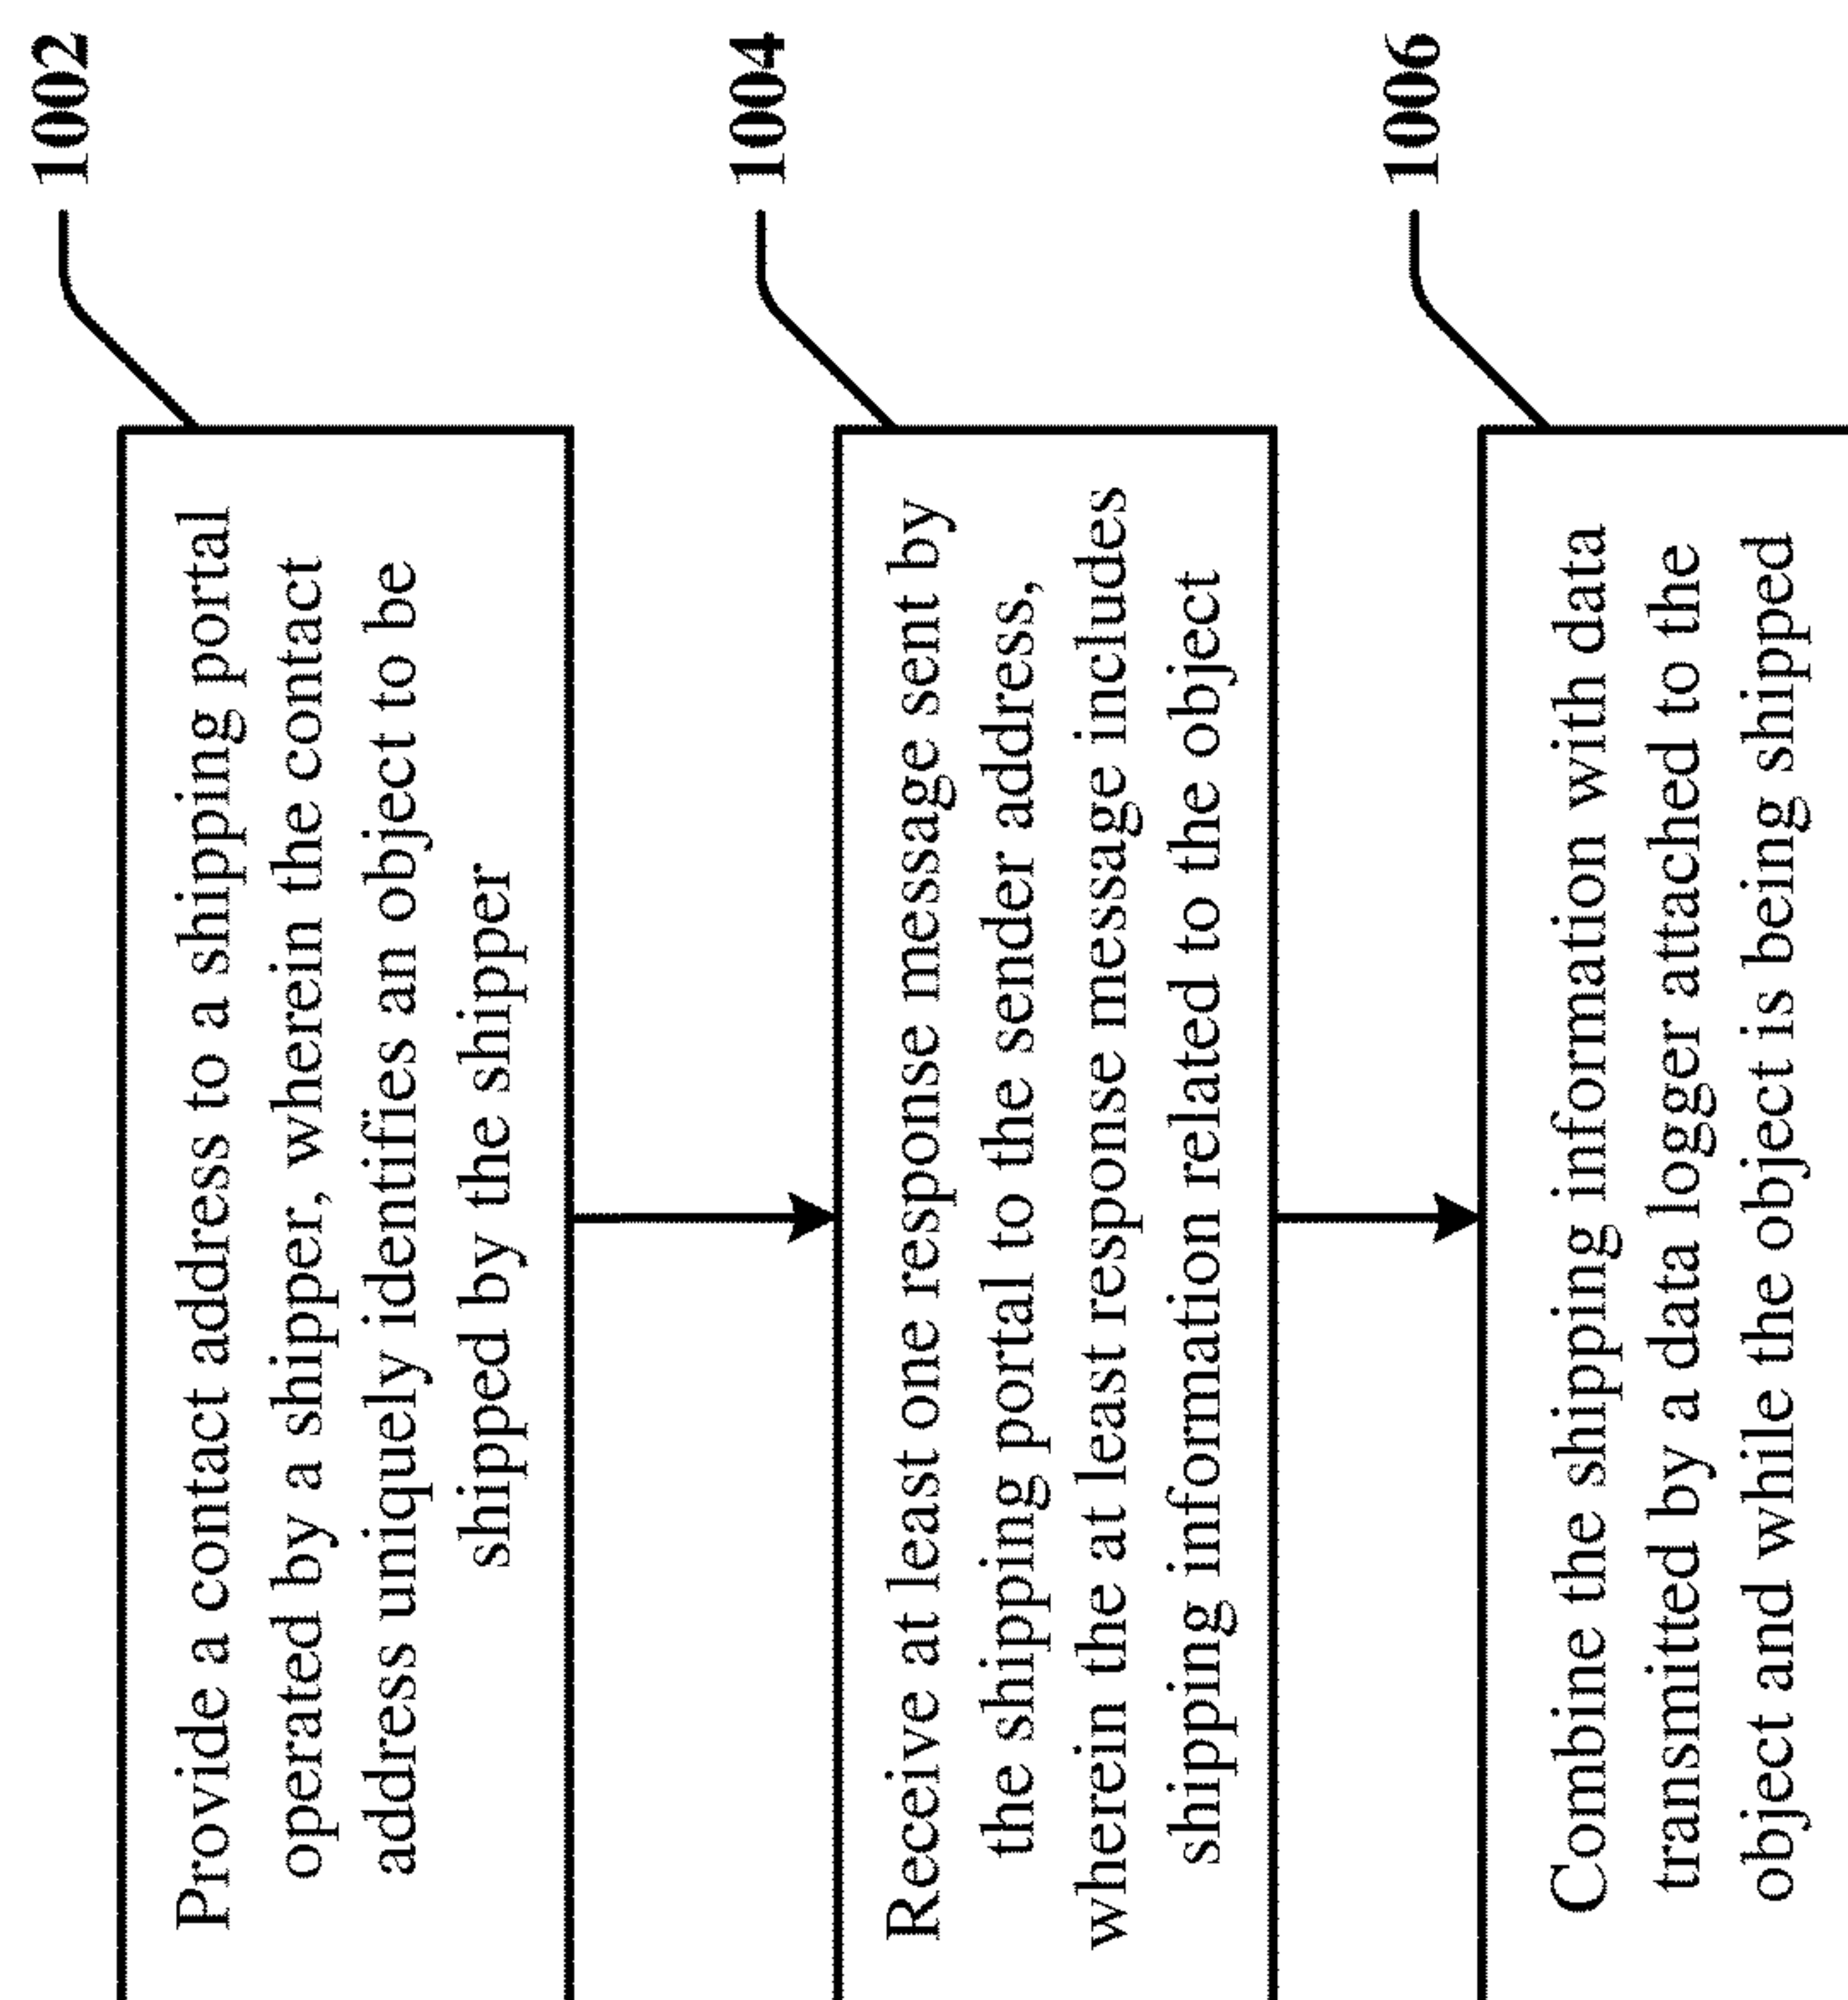 1002
Provide a contact address to a shipping portal
operated by a shipper, wherein the contact
address uniquely identifies an object to be
shipped by the shipper
1004
Receive at least one response message sent by
the shipping portal to the sender address,
wherein the at least response message includes
shipping information related to the object
1006
Combine the shipping information with data
transmitted by a data logger attached to the
object and while the object is being shipped